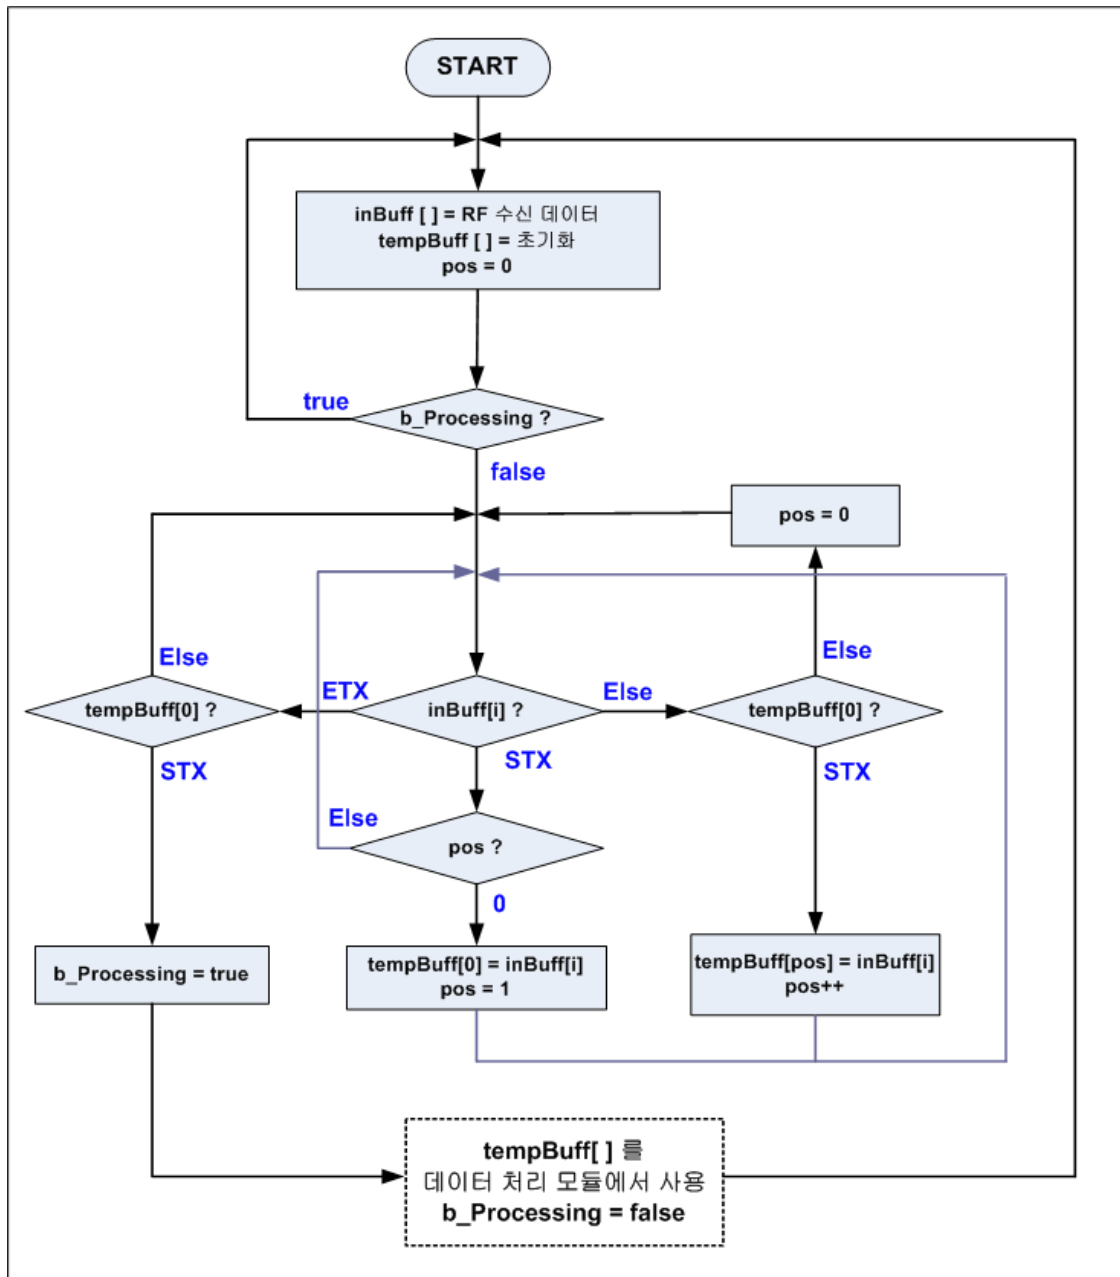 START
inBuff [ ] = RF 수신 데이터
tempBuff [ ] = 초기화
pos = 0
true
b_Processing ?
false
pos = 0
Else
ETX
Else
Else
tempBuff[0] ?
inBuff[i] ?
tempBuff[0] ?
STX
STX
STX
Else
pos ?
0
b_Processing = true
tempBuff[0] = inBuff[i]
pos = 1
tempBuff[pos] = inBuff[i]
pos++
tempBuff[ ] 를
데이터 처리 모듈에서 사용
b_Processing = false